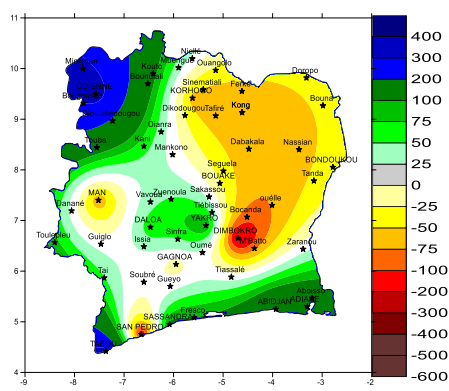 11
10
9
8
7
6
5
4
-9
-8
-7
-6
-5
-4
-3
-2
400
300
200
100
75
50
25
0
-25
-50
-75
-100
-200
-300
-400
-500
-600
Niellé
Ouangolo
Kouto
Doropo
Boundiali
Sinematiali
Ferké
KORHOGO
Bouna
Dikodougou
Tafiré
Kong
Dianra
Touba
Kani
Mankono
Dabakala
Nassian
BONDOUKOU
Seguela
BOUAKE
Tanda
MAN
Vavoua
Zuenoula
Sakassou
Danané
Tiébissou
ouélle
DALOA
YAKRO
Bocanda
Toulepleu
Guiglo
Sinfra
DIMBOKRO
M'Batto
Issia
Oumé
Zaranou
GAGNOA
Tai
Soubré
Gueyo
Tiassalé
Aboisso
ADIAKE
SASSANDRA
Fresco
ABIDJAN
SAN PEDRO